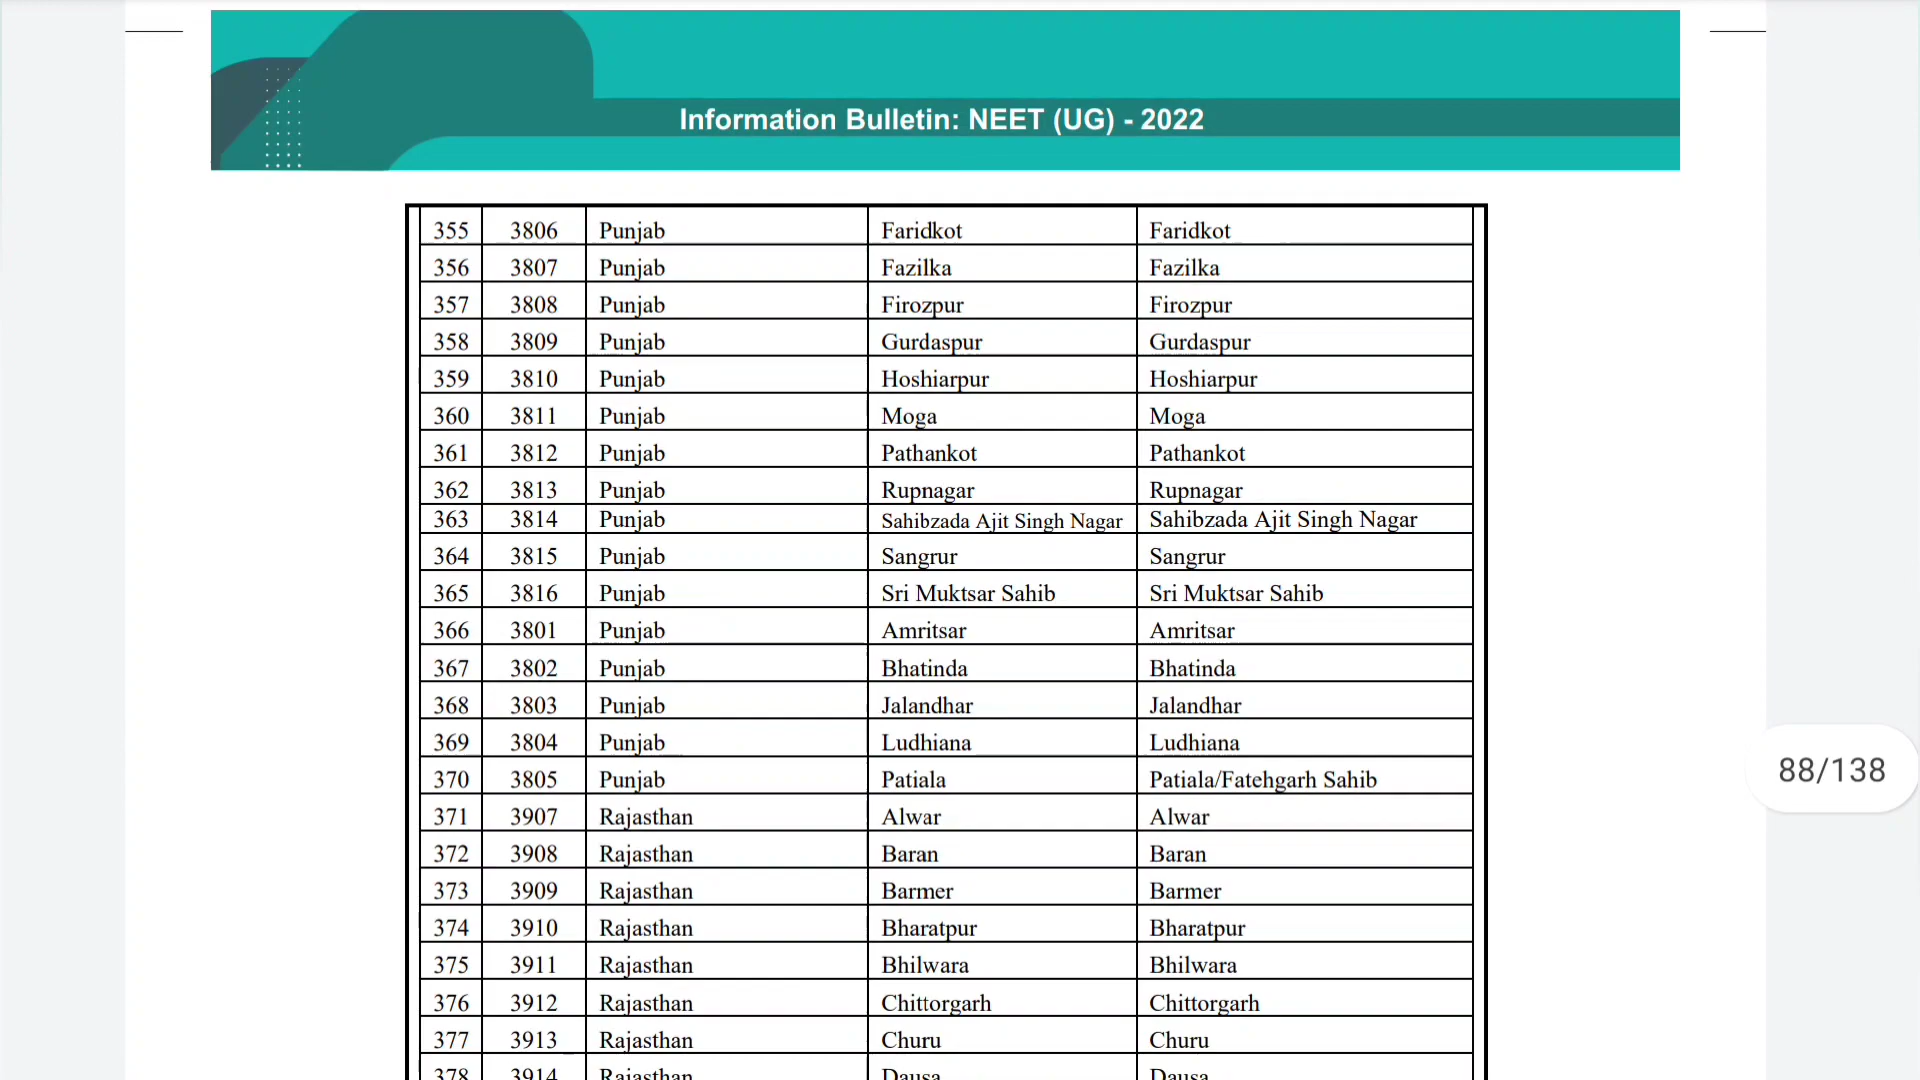 Information Bulletin: NEET (UG) - 2022
355 3806 Punjab Faridkot Faridkot
356 3807 Punjab Fazilka Fazilka
357 3808 Punjab Firozpur Firozpur
358 3809 Punjab Gurdaspur Gurdaspur
359 3810 Punjab Hoshiarpur Hoshiarpur
360 3811 Punjab Moga Moga
361 3812 Punjab Pathankot Pathankot
362 3813 Punjab Rupnagar Rupnagar
363 3814 Punjab Sahibzada Ajit Singh Nagar Sahibzada Ajit Singh Nagar
364 3815 Punjab Sangrur Sangrur
365 3816 Punjab Sri Muktsar Sahib Sri Muktsar Sahib
366 3801 Punjab Amritsar Amritsar
367 3802 Punjab Bhatinda Bhatinda
368 3803 Punjab Jalandhar Jalandhar
369 3804 Punjab Ludhiana Ludhiana
88/138
370 3805 Punjab Patiala Patiala/Fatehgarh Sahib
371 3907 Rajasthan Alwar Alwar
372 3908 Rajasthan Baran Baran
373 3909 Rajasthan Barmer Barmer
374 3910 Rajasthan Bharatpur Bharatpur
375 3911 Rajasthan Bhilwara Bhilwara
376 3912 Rajasthan Chittorgarh Chittorgarh
377 3913 Rajasthan Churu Churu
378 3914 Rajasthan Dausa Dausa